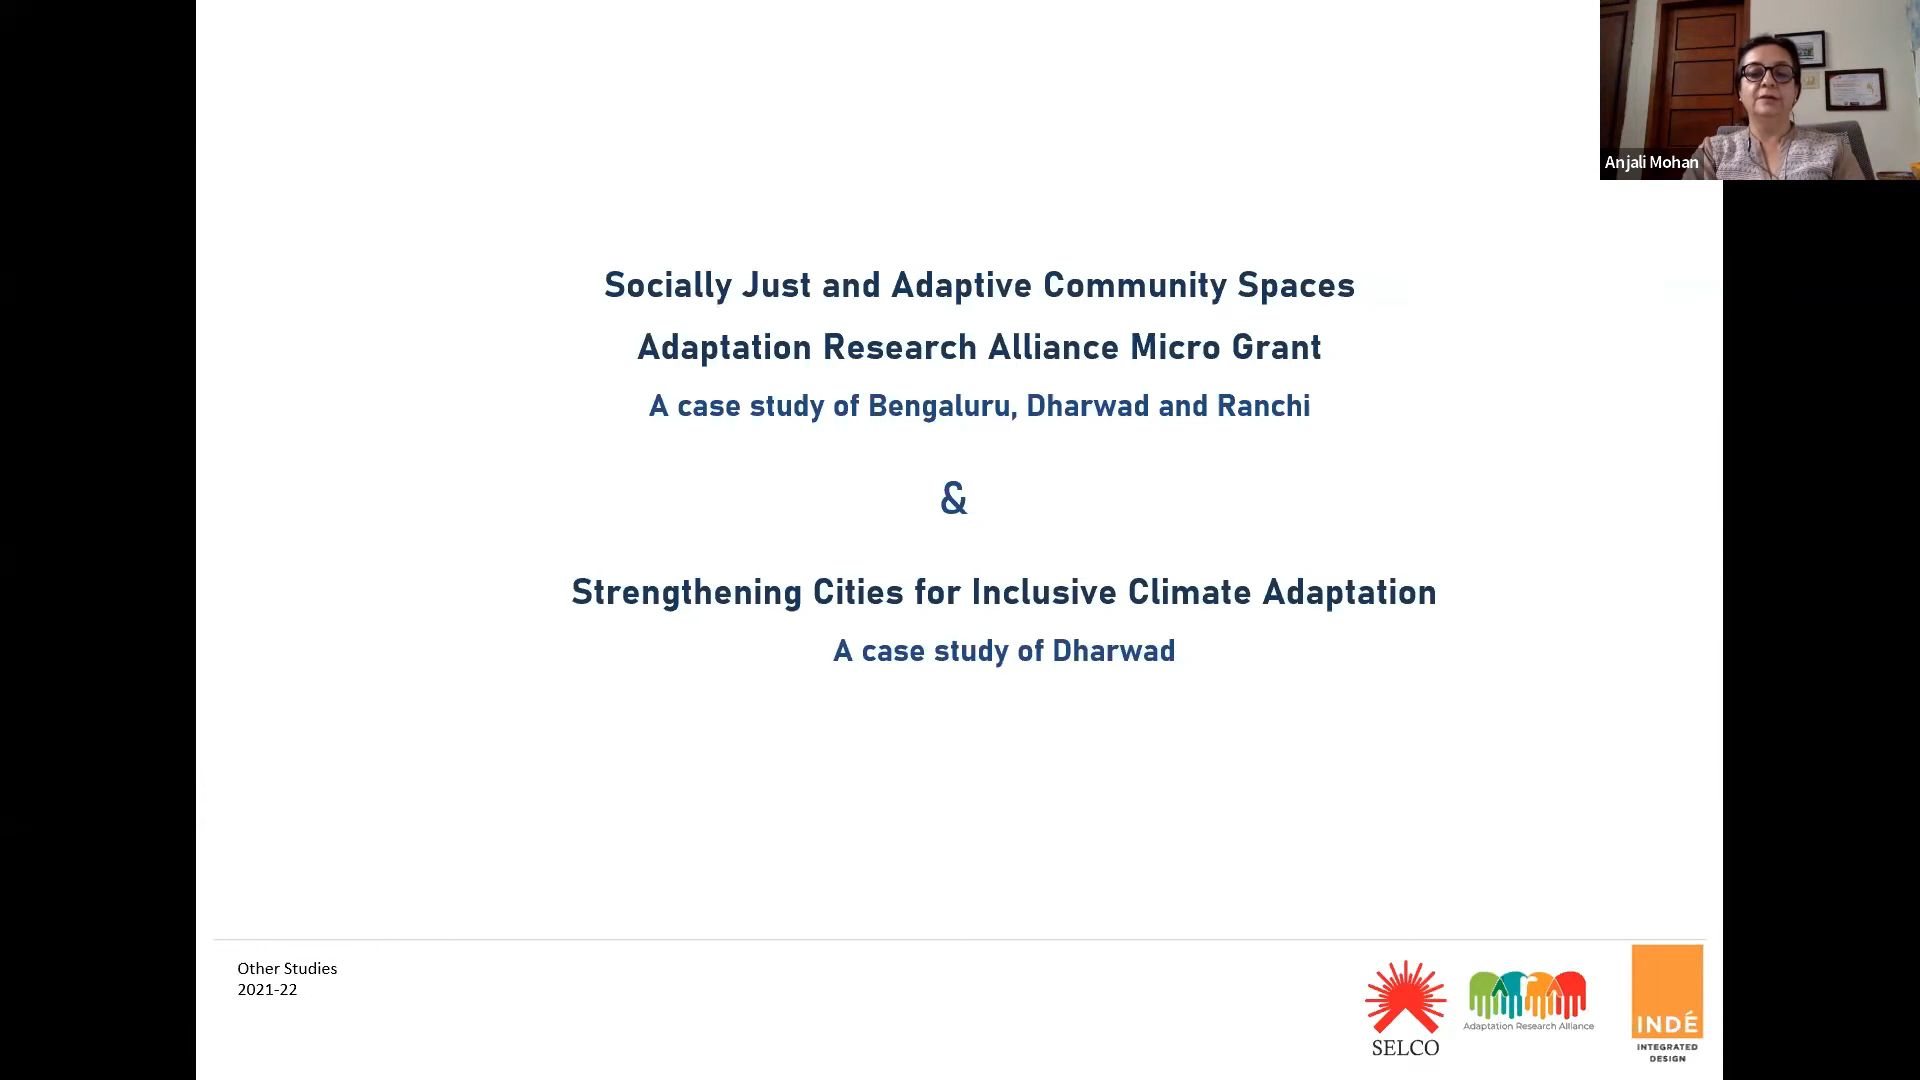 Anjali Mohan
Socially Just and Adaptive Community Spaces
Adaptation Research Alliance Micro Grant
A case study of Bengaluru, Dharwad and Ranchi
&
Strengthening Cities for Inclusive Climate Adaptation
A case study of Dharwad
Other Studies
2021-22
SELCO
Adaptation Research Alliance
INDÉ
INTEGRATED
DESIGN